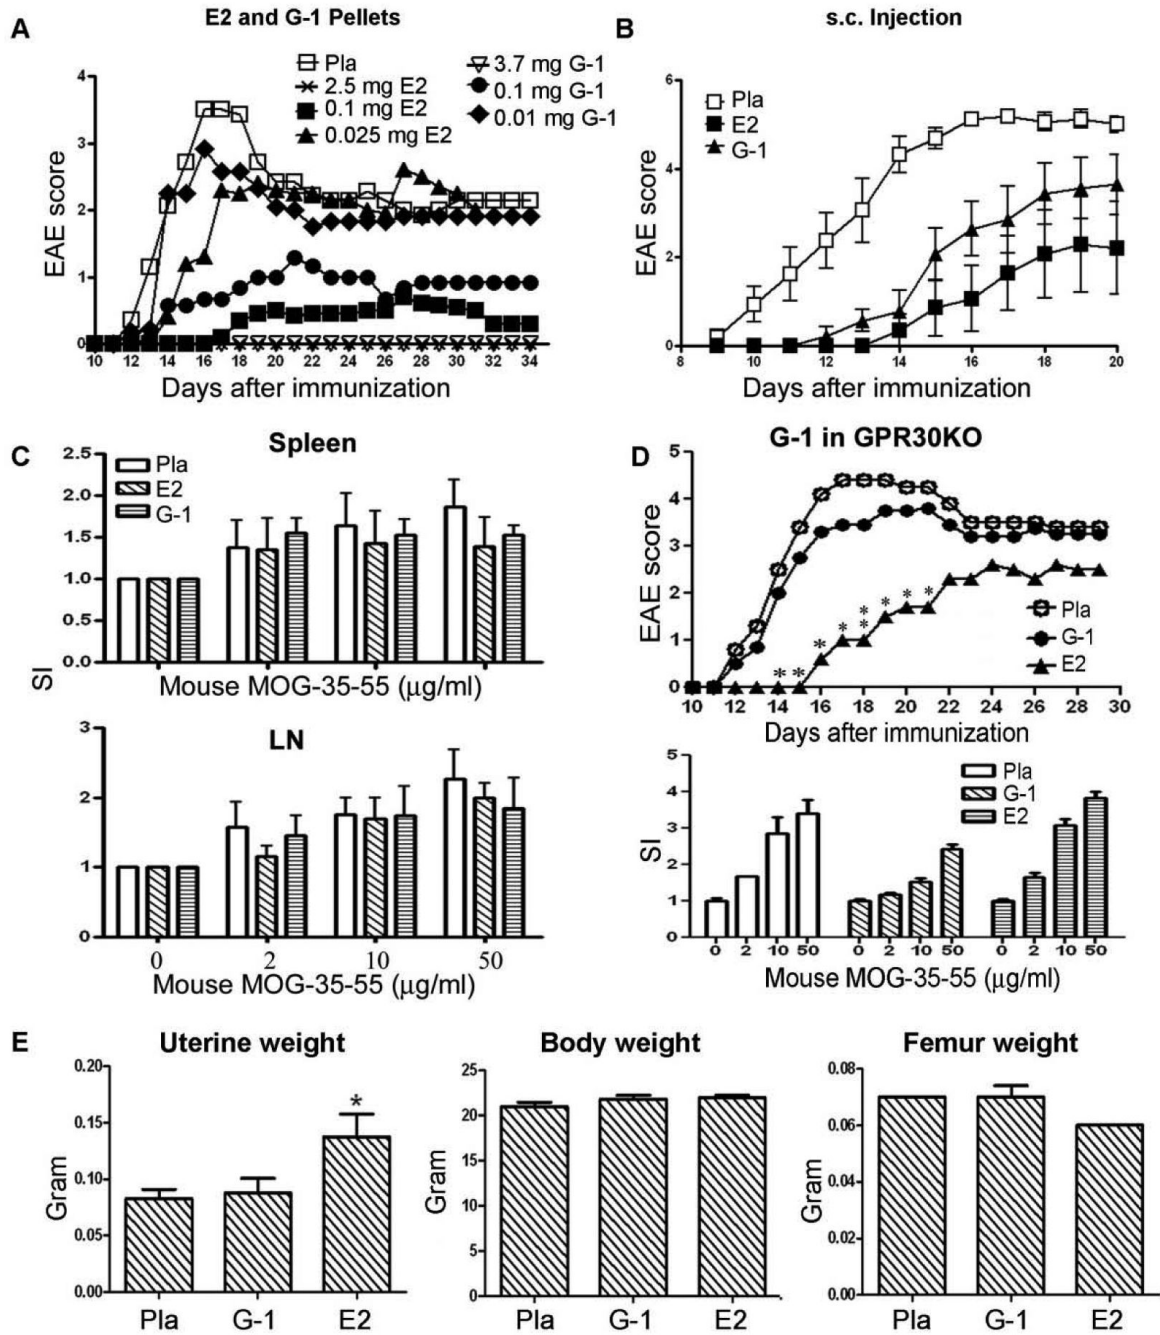 A
E2 and G-1 Pellets
Pla
2.5 mg E2
0.1 mg E2
0.025 mg E2
3.7 mg G-1
0.1 mg G-1
0.01 mg G-1
EAE score
4
3
2
1
0
10 12 13 14 16 18 20 22 24 26 28 30 32 34
Days after immunization
B
s.c. Injection
Pla
E2
G-1
EAE score
6
4
2
0
8 10 12 14 16 18 20
Days after immunization
C
Spleen
Pla
E2
G-1
2.5
2.0
1.5
1.0
0.5
0.0
Mouse MOG-35-55 (µg/ml)
SI
LN
3
2
1
0
0 2 10 50
Mouse MOG-35-55 (µg/ml)
D
G-1 in GPR30KO
EAE score
5
4
3
2
1
0
* * * * * * * * *
Pla
G-1
E2
10 12 14 16 18 20 22 24 26 28 30
Days after immunization
Pla
G-1
E2
SI
5
4
3
2
1
0
0 2 10 50 0 2 10 50 0 2 10 50
Mouse MOG-35-55 (µg/ml)
E
Uterine weight
Gram
0.20
0.15
0.10
0.05
0.00
*
Pla G-1 E2
Body weight
Gram
25
20
15
10
5
0
Pla G-1 E2
Femur weight
Gram
0.08
0.06
0.04
0.02
0.00
Pla G-1 E2